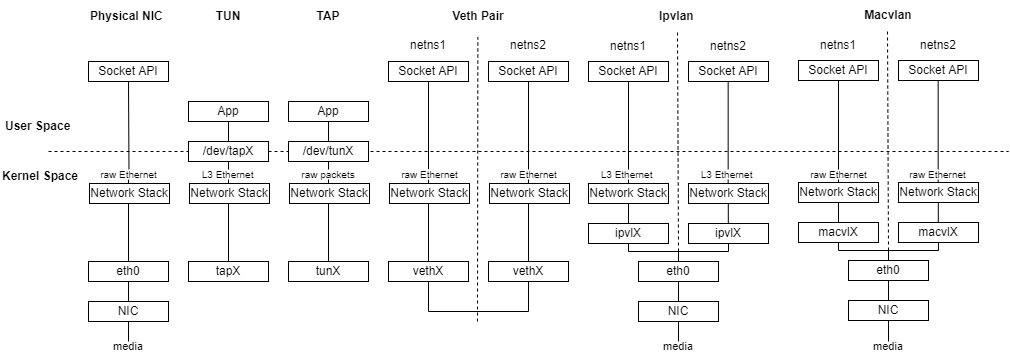 Physical NIC TUN TAP Veth Pair Ipvlan Macvlan
netns1 netns2 netns1 netns2 netns1 netns2
Socket API Socket API Socket API Socket API Socket API Socket API Socket API
App App
User Space
/dev/tapX /dev/tunX
Kernel Space raw Ethernet L3 Ethernet raw packets raw Ethernet raw Ethernet L3 Ethernet L3 Ethernet raw Ethernet raw Ethernet
Network Stack Network Stack Network Stack Network Stack Network Stack Network Stack Network Stack Network Stack Network Stack
ipvlX ipvlX macvlX macvlX
eth0 tapX tunX vethX vethX eth0 eth0
NIC NIC NIC
media media media